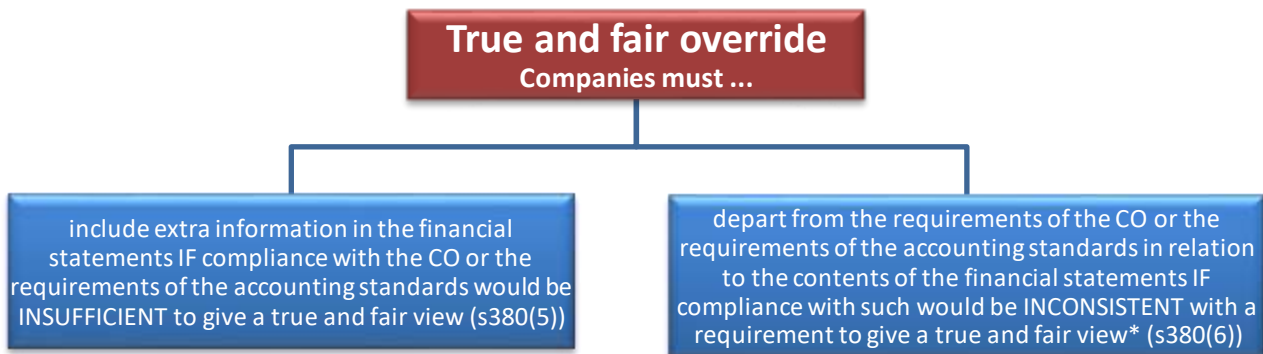 True and fair override
Companies must ...
include extra information in the financial
statements IF compliance with the CO or the
requirements of the accounting standards would be
INSUFFICIENT to give a true and fair view (s380(5))
depart from the requirements of the CO or the
requirements of the accounting standards in relation
to the contents of the financial statements IF
compliance with such would be INCONSISTENT with a
requirement to give a true and fair view* (s380(6))